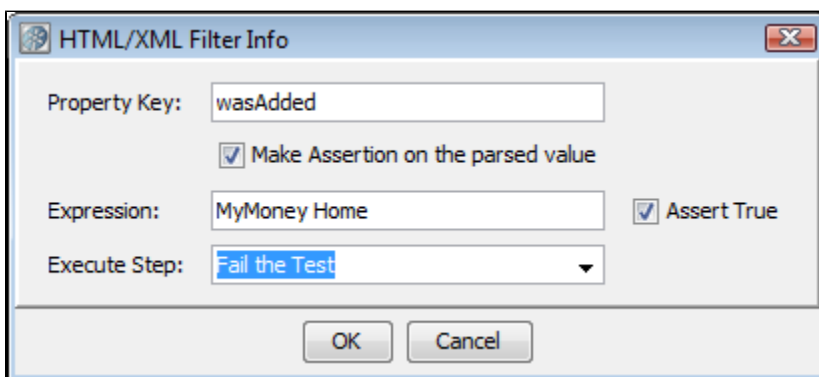 HTML/XML Filter Info
Property Key: wasAdded
Make Assertion on the parsed value
Expression: MyMoney Home Assert True
Execute Step: Fail the Test
OK Cancel